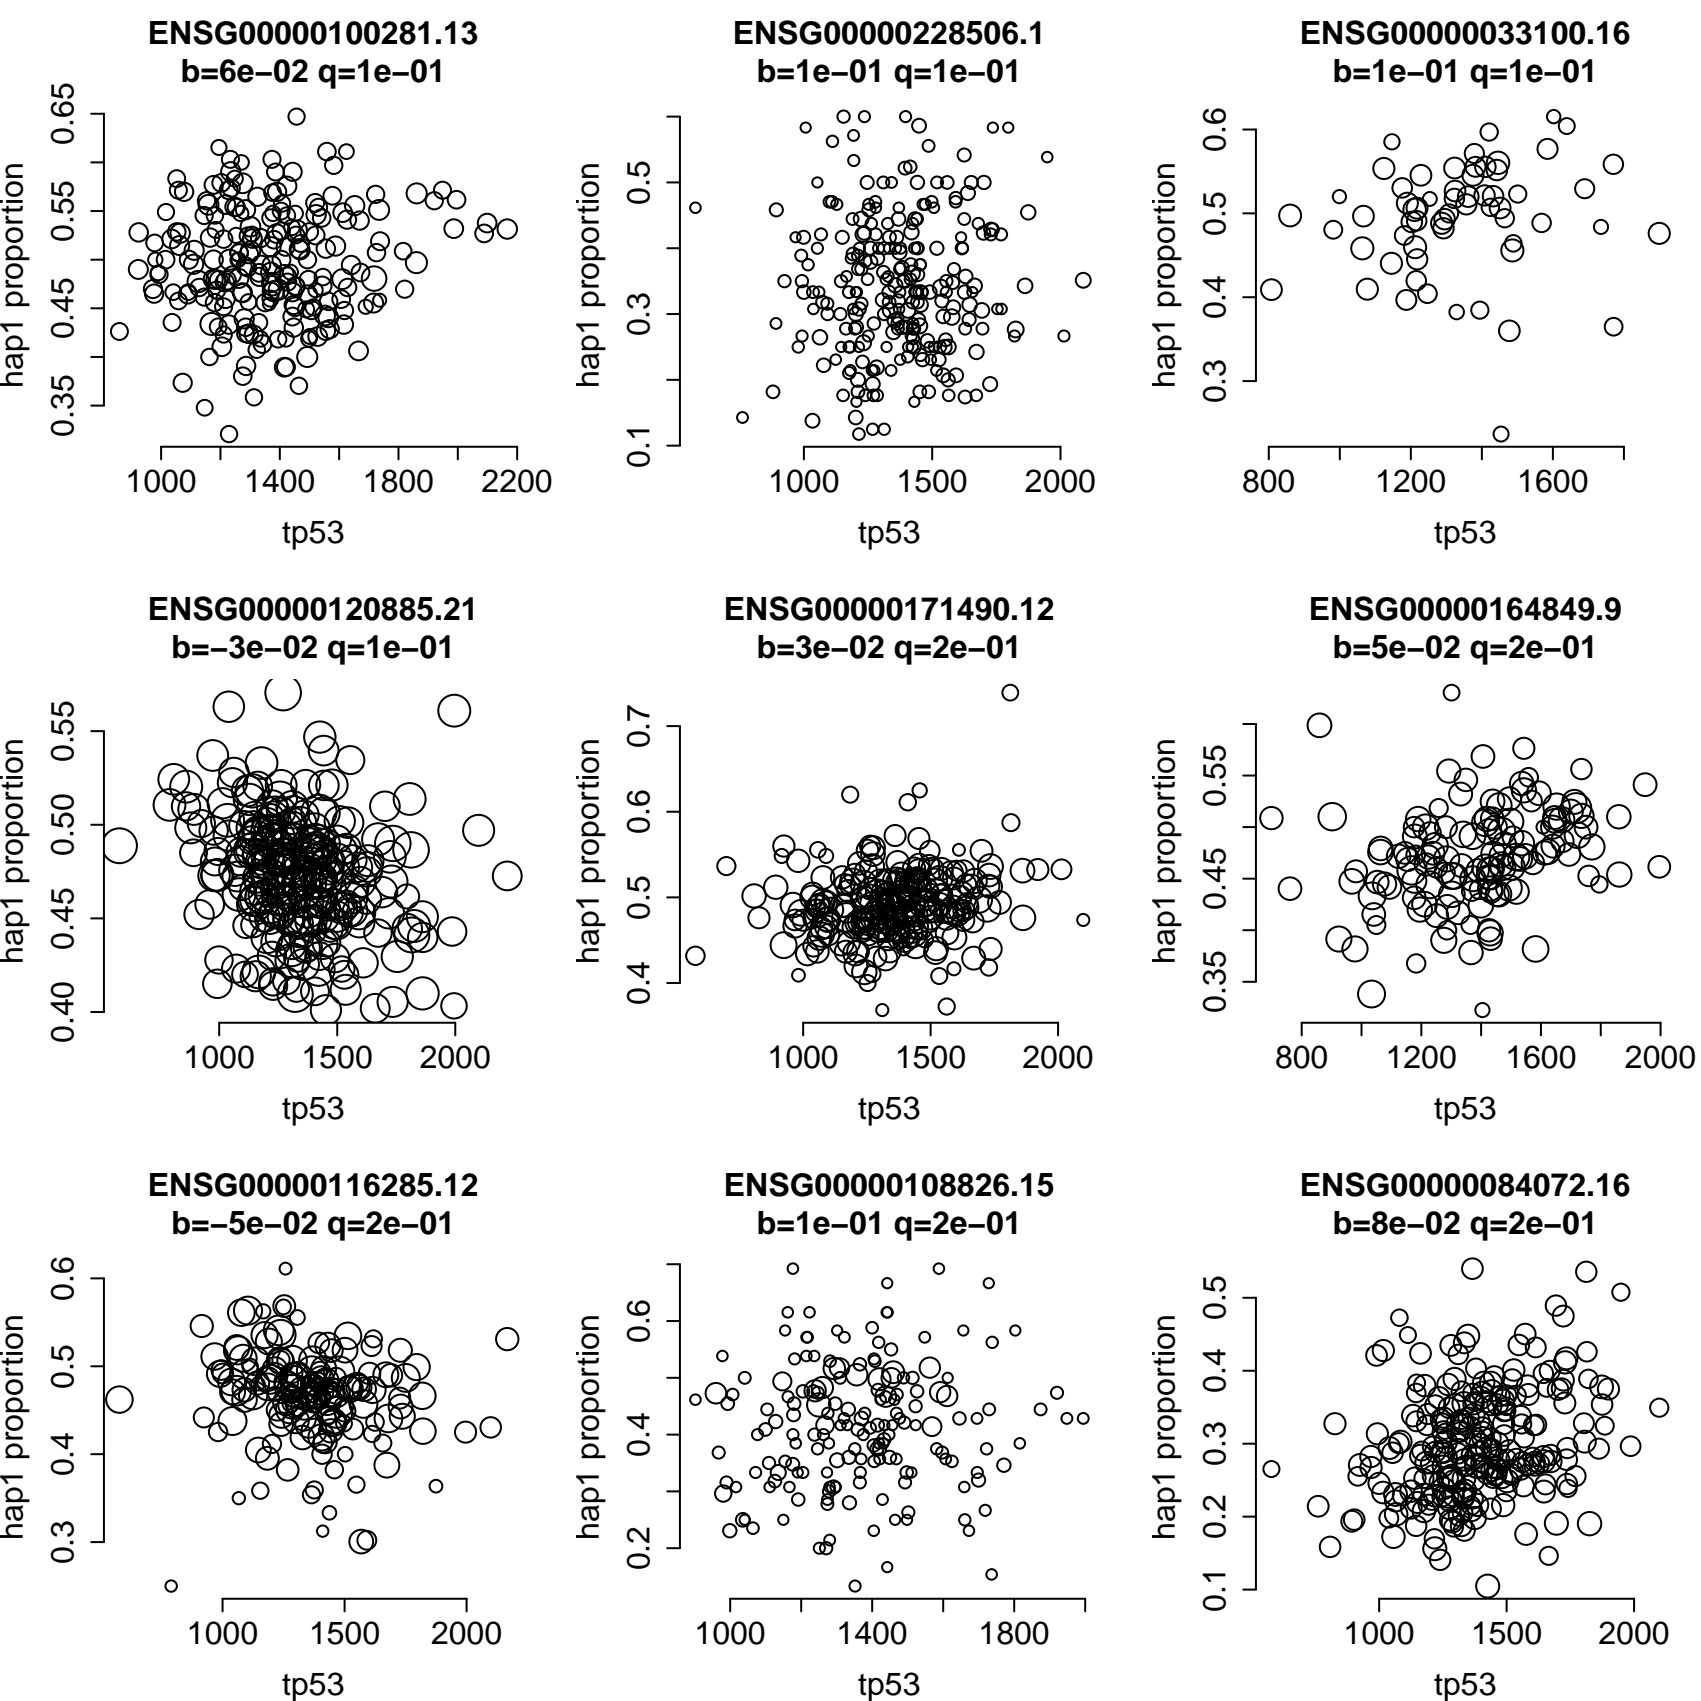 ENSG00000100281.13
b=6e−02 q=1e−01
hap1 proportion
0.35 0.45 0.55 0.65
1000 1400 1800 2200
tp53
ENSG00000228506.1
b=1e−01 q=1e−01
hap1 proportion
0.1 0.3 0.5
1000 1500 2000
tp53
ENSG00000033100.16
b=1e−01 q=1e−01
hap1 proportion
0.3 0.4 0.5 0.6
800 1200 1600
tp53
ENSG00000120885.21
b=−3e−02 q=1e−01
hap1 proportion
0.40 0.45 0.50 0.55
1000 1500 2000
tp53
ENSG00000171490.12
b=3e−02 q=2e−01
hap1 proportion
0.4 0.5 0.6 0.7
1000 1500 2000
tp53
ENSG00000164849.9
b=5e−02 q=2e−01
hap1 proportion
0.35 0.45 0.55
800 1200 1600 2000
tp53
ENSG00000116285.12
b=−5e−02 q=2e−01
hap1 proportion
0.3 0.4 0.5 0.6
1000 1500 2000
tp53
ENSG00000108826.15
b=1e−01 q=2e−01
hap1 proportion
0.2 0.4 0.6
1000 1400 1800
tp53
ENSG00000084072.16
b=8e−02 q=2e−01
hap1 proportion
0.1 0.2 0.3 0.4 0.5
1000 1500 2000
tp53